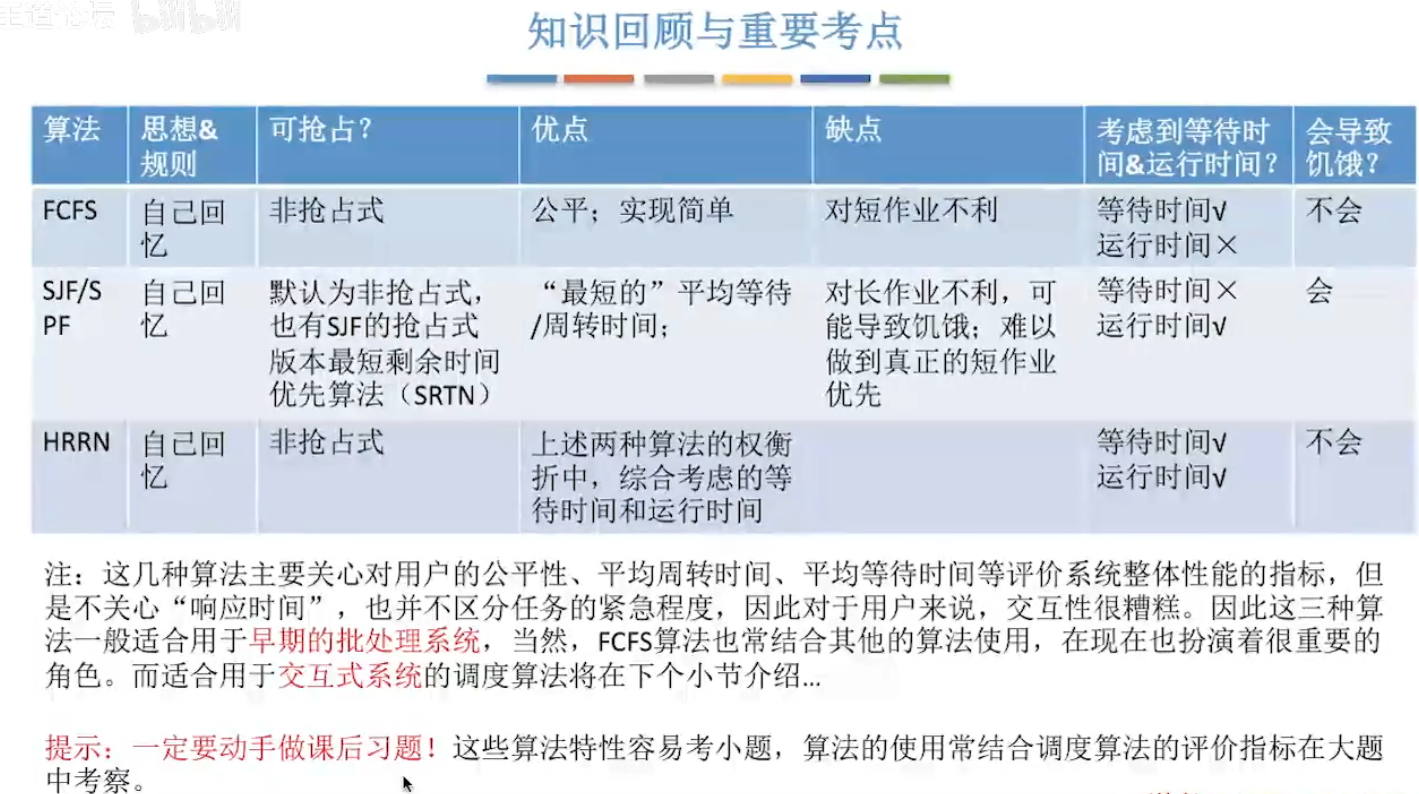 王道论坛 bilibili
知识回顾与重要考点
算法 思想& 可抢占？ 优点 缺点 考虑到等待时 会导致
规则 间&运行时间？ 饥饿？
FCFS 自己回 非抢占式 公平；实现简单 对短作业不利 等待时间√ 不会
忆 运行时间×
SJF/S 自己回 默认为非抢占式， “最短的”平均等待 对长作业不利，可 等待时间× 会
PF 忆 也有SJF的抢占式 /周转时间； 能导致饥饿；难以 运行时间√
版本最短剩余时间 做到真正的短作业
优先算法（SRTN） 优先
HRRN 自己回 非抢占式 上述两种算法的权衡 等待时间√ 不会
忆 折中，综合考虑的等 运行时间√
待时间和运行时间
注：这几种算法主要关心对用户的公平性、平均周转时间、平均等待时间等评价系统整体性能的指标，但
是不关心“响应时间”，也并不区分任务的紧急程度，因此对于用户来说，交互性很糟糕。因此这三种算
法一般适合用于早期的批处理系统，当然，FCFS算法也常结合其他的算法使用，在现在也扮演着很重要的
角色。而适合用于交互式系统的调度算法将在下个小节介绍...
提示：一定要动手做课后习题！这些算法特性容易考小题，算法的使用常结合调度算法的评价指标在大题
中考察。